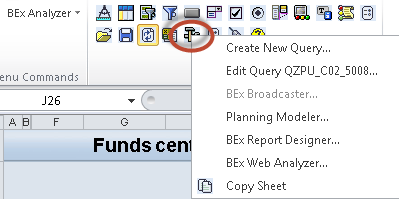 BEx Analyzer
enu Commands
J26
A B F G
Funds cent
Create New Query...
Edit Query QZPU_C02_5008...
BEx Broadcaster...
Planning Modeler...
BEx Report Designer...
BEx Web Analyzer...
Copy Sheet